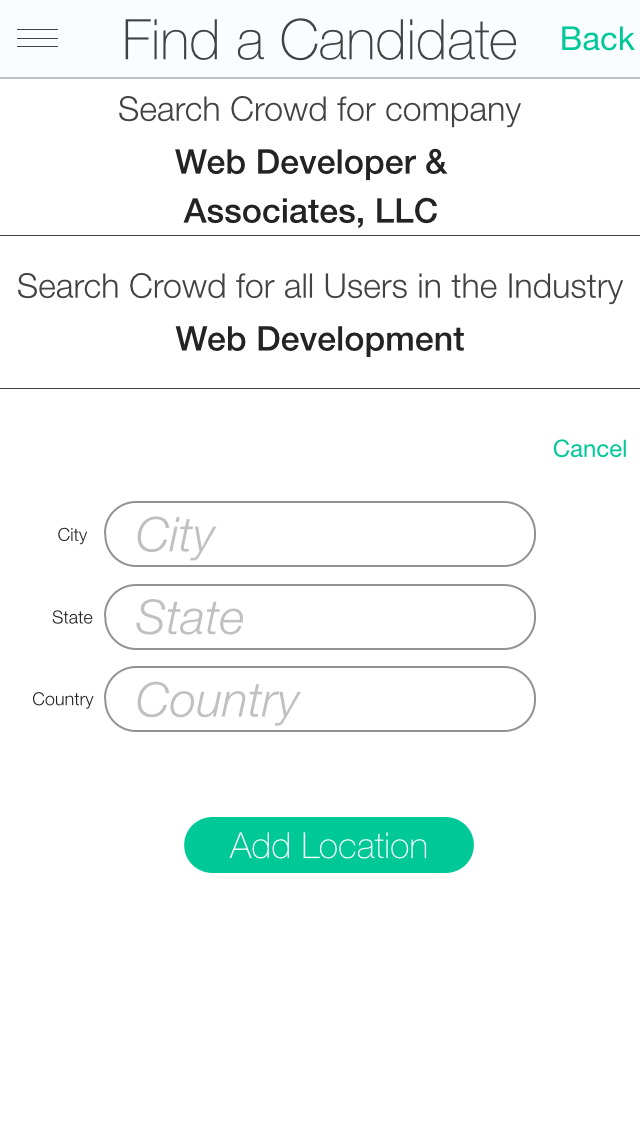 Find a Candidate
Back
Search Crowd for company
Web Developer &
Associates, LLC
Search Crowd for all Users in the Industry
Web Development
Cancel
City
City
State
State
Country
Country
Add Location